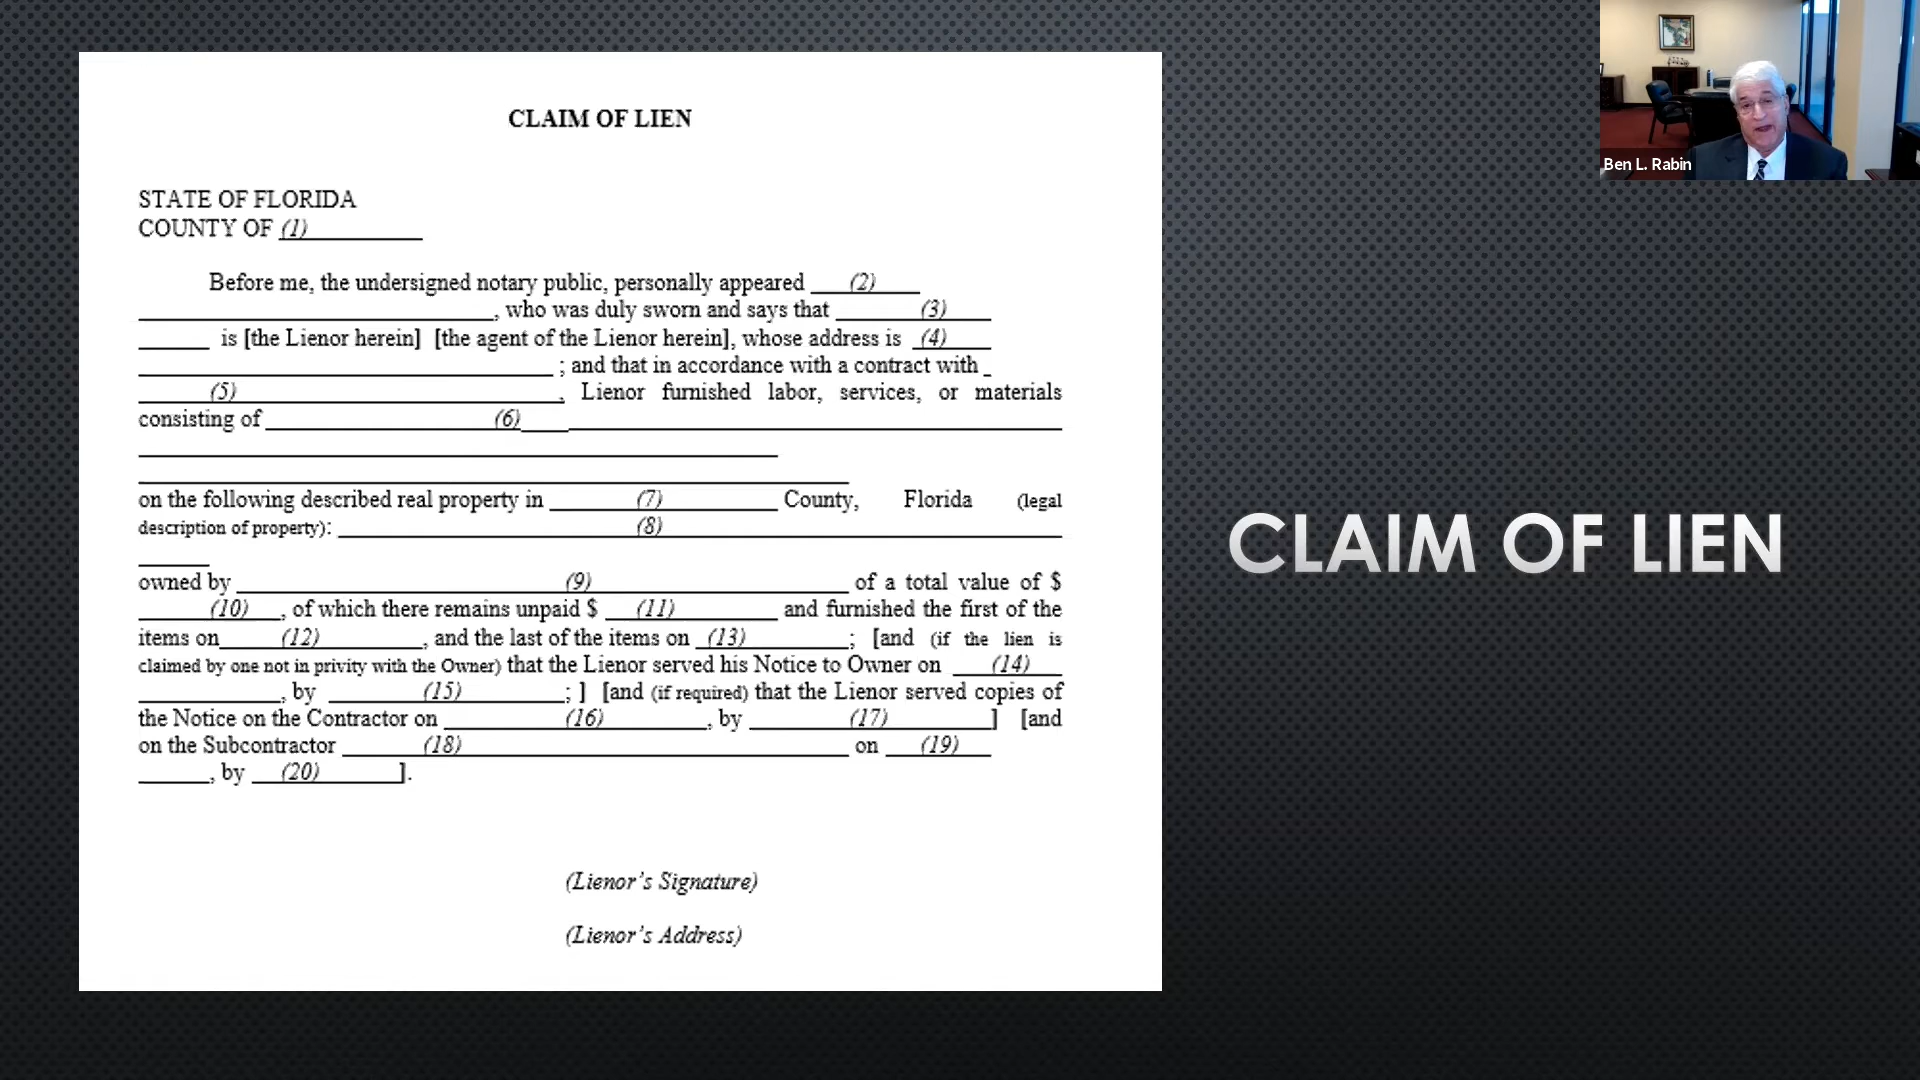 CLAIM OF LIEN
STATE OF FLORIDA
COUNTY OF (1)
Before me, the undersigned notary public, personally appeared (2)
, who was duly sworn and says that (3)
is [the Lienor herein] [the agent of the Lienor herein], whose address is (4)
; and that in accordance with a contract with
(5) , Lienor furnished labor, services, or materials
consisting of (6)
on the following described real property in (7) County, Florida (legal
description of property): (8)
owned by (9) of a total value of $
(10) , of which there remains unpaid $ (11) and furnished the first of the
items on (12) , and the last of the items on (13) ; [and (if the lien is
claimed by one not in privity with the Owner) that the Lienor served his Notice to Owner on (14)
, by (15) ; ] [and (if required) that the Lienor served copies of
the Notice on the Contractor on (16) , by (17) ] [and
on the Subcontractor (18) on (19)
, by (20) ].
(Lienor’s Signature)
(Lienor’s Address)
CLAIM OF LIEN
Ben L. Rabin